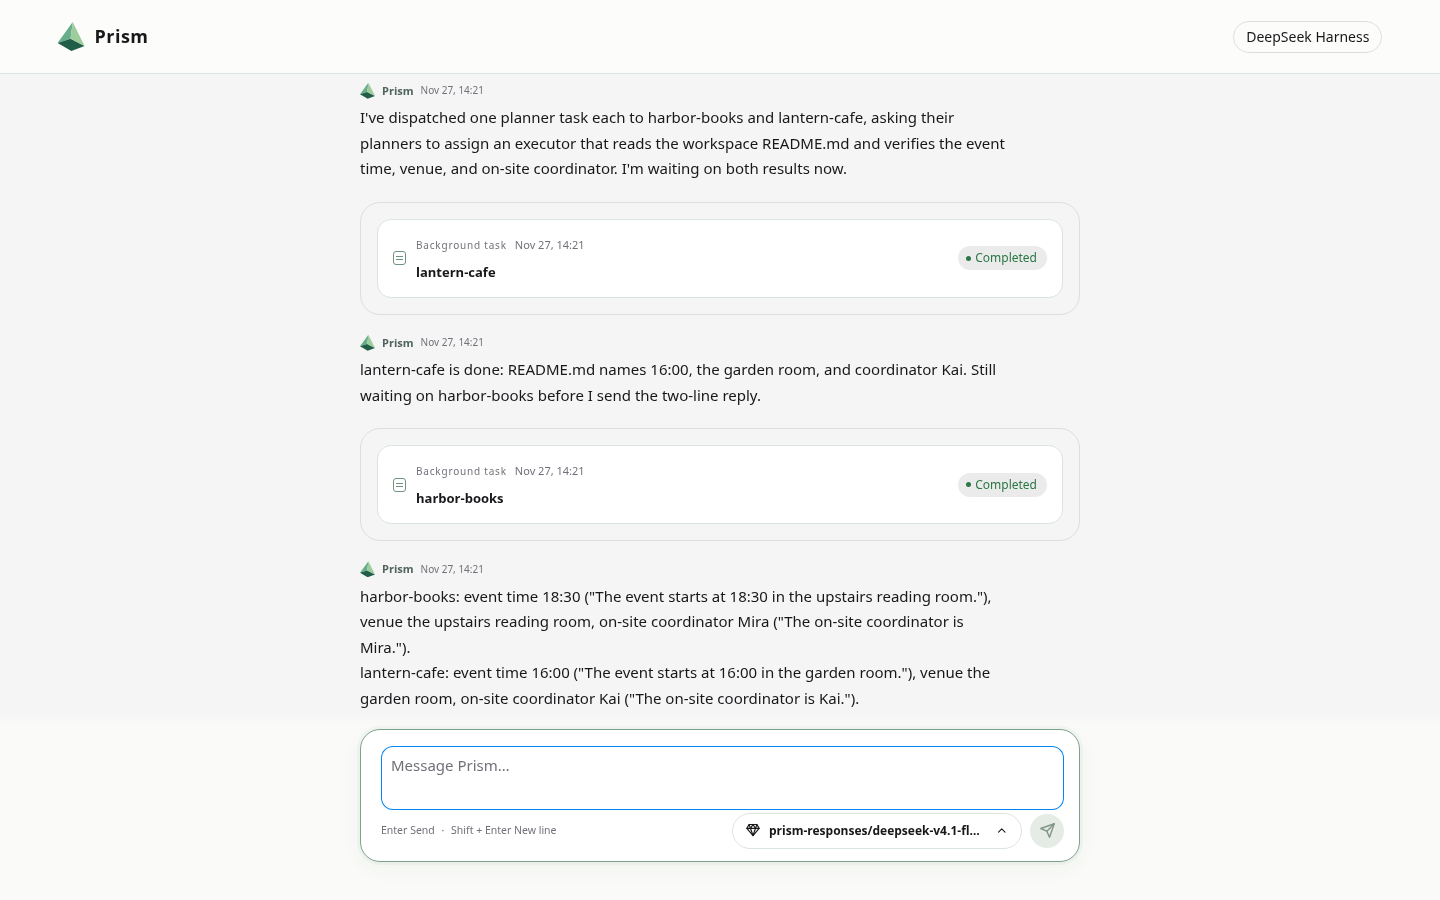 Prism
DeepSeek Harness
Prism Nov 27, 14:21
I've dispatched one planner task each to harbor-books and lantern-cafe, asking their
planners to assign an executor that reads the workspace README.md and verifies the event
time, venue, and on-site coordinator. I'm waiting on both results now.
Background task Nov 27, 14:21
lantern-cafe
Completed
Prism Nov 27, 14:21
lantern-cafe is done: README.md names 16:00, the garden room, and coordinator Kai. Still
waiting on harbor-books before I send the two-line reply.
Background task Nov 27, 14:21
harbor-books
Completed
Prism Nov 27, 14:21
harbor-books: event time 18:30 ("The event starts at 18:30 in the upstairs reading room."),
venue the upstairs reading room, on-site coordinator Mira ("The on-site coordinator is
Mira.").
lantern-cafe: event time 16:00 ("The event starts at 16:00 in the garden room."), venue the
garden room, on-site coordinator Kai ("The on-site coordinator is Kai.").
Message Prism...
Enter Send · Shift + Enter New line
prism-responses/deepseek-v4.1-fl...